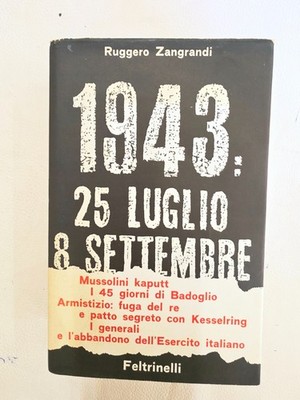 Ruggero Zangrandi
1943:
25 LUGLIO
8 SETTEMBRE
Mussolini kaputt
I 45 giorni di Badoglio
Armistizio: fuga del re
e patto segreto con Kesselring
I generali
e l'abbandono dell'Esercito italiano
Feltrinelli